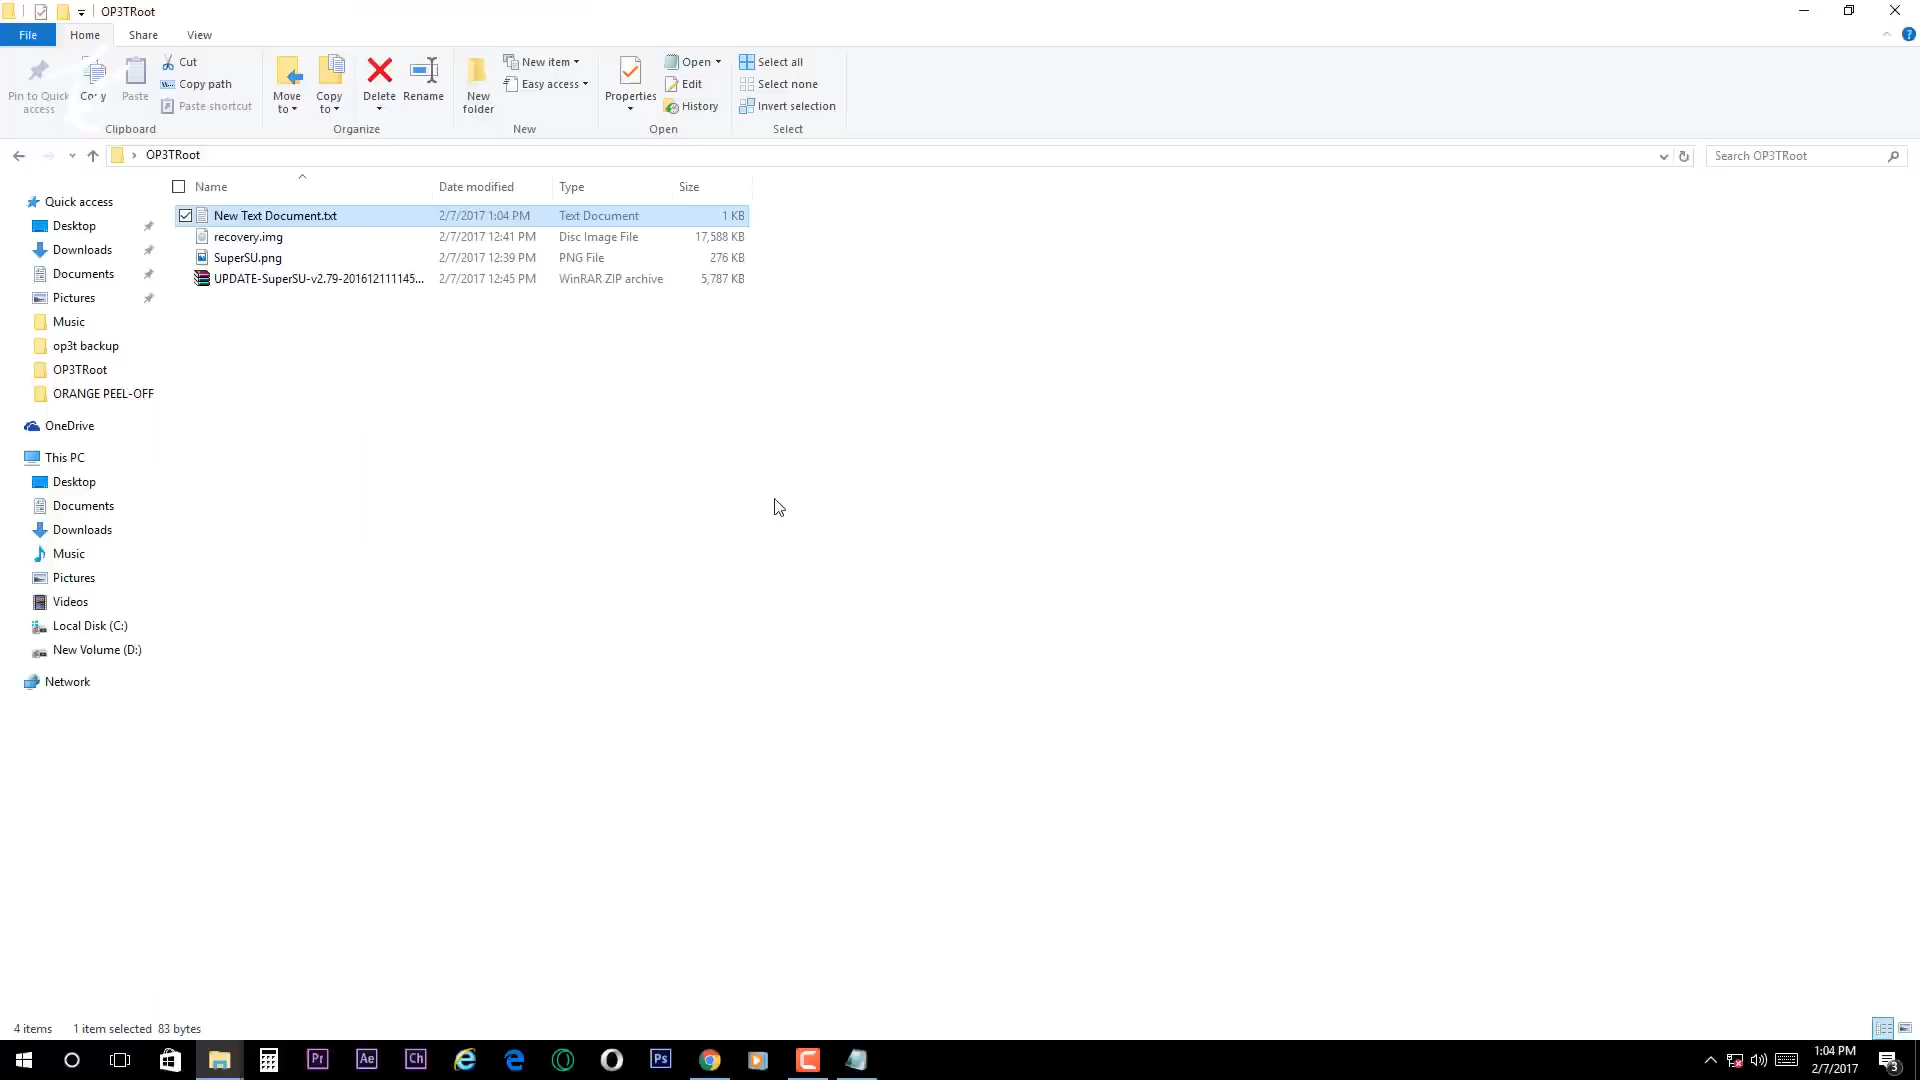 OP3TRoot
File Home Share View
Pin to Quick access
Copy
Paste
Cut
Copy path
Paste shortcut
Clipboard
Move to
Copy to
Delete
Rename
Organize
New folder
New item
Easy access
New
Properties
Open
Edit
History
Open
Select all
Select none
Invert selection
Select
OP3TRoot
Search OP3TRoot
Name Date modified Type Size
New Text Document.txt 2/7/2017 1:04 PM Text Document 1 KB
recovery.img 2/7/2017 12:41 PM Disc Image File 17,588 KB
SuperSU.png 2/7/2017 12:39 PM PNG File 276 KB
UPDATE-SuperSU-v2.79-201612111145... 2/7/2017 12:45 PM WinRAR ZIP archive 5,787 KB
Quick access
Desktop
Downloads
Documents
Pictures
Music
op3t backup
OP3TRoot
ORANGE PEEL-OFF
OneDrive
This PC
Desktop
Documents
Downloads
Music
Pictures
Videos
Local Disk (C:)
New Volume (D:)
Network
4 items 1 item selected 83 bytes
Pr Ae Ch Ps
1:04 PM
2/7/2017
3